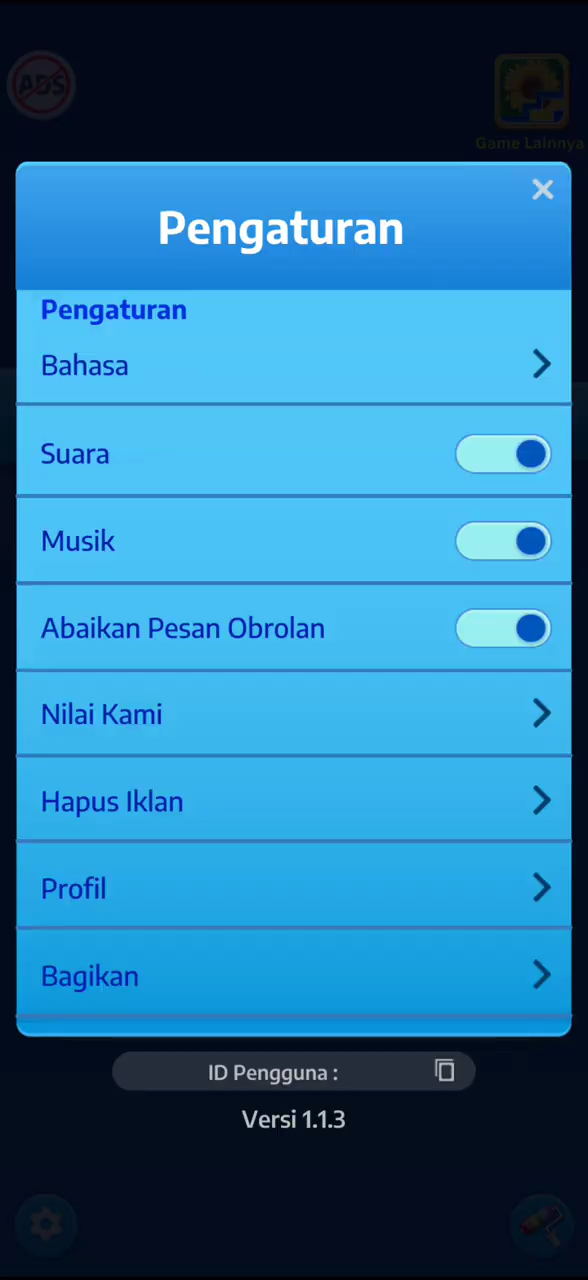 ADS
Game Lainnya
Pengaturan
Pengaturan
Bahasa
Suara
Musik
Abaikan Pesan Obrolan
Nilai Kami
Hapus Iklan
Profil
Bagikan
ID Pengguna :
Versi 1.1.3